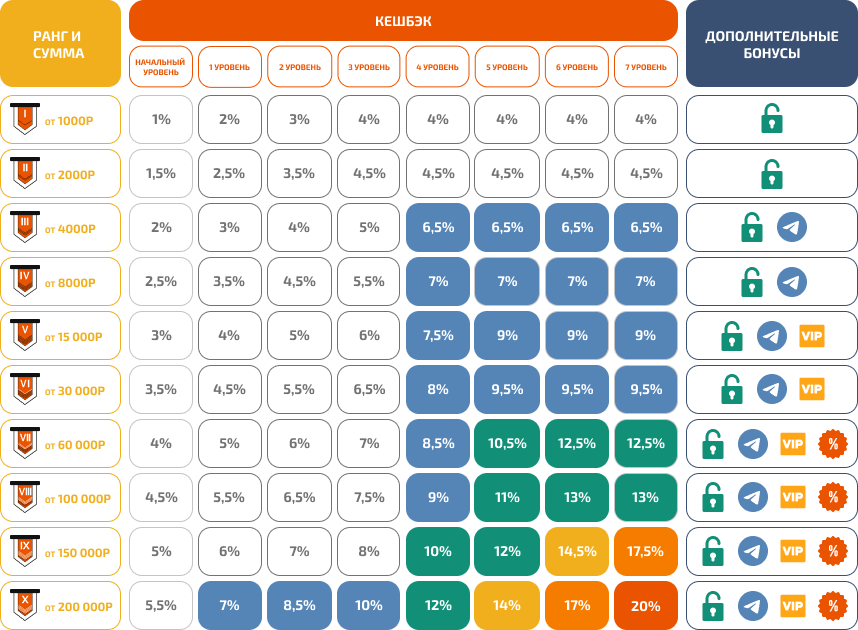 РАНГ И
СУММА
КЕШБЭК
ДОПОЛНИТЕЛЬНЫЕ
БОНУСЫ
НАЧАЛЬНЫЙ
УРОВЕНЬ
1 УРОВЕНЬ
2 УРОВЕНЬ
3 УРОВЕНЬ
4 УРОВЕНЬ
5 УРОВЕНЬ
6 УРОВЕНЬ
7 УРОВЕНЬ
I от 1000Р 1% 2% 3% 4% 4% 4% 4% 4%
II от 2000Р 1,5% 2,5% 3,5% 4,5% 4,5% 4,5% 4,5% 4,5%
III от 4000Р 2% 3% 4% 5% 6,5% 6,5% 6,5% 6,5%
IV от 8000Р 2,5% 3,5% 4,5% 5,5% 7% 7% 7% 7%
V от 15 000Р 3% 4% 5% 6% 7,5% 9% 9% 9% VIP
VI от 30 000Р 3,5% 4,5% 5,5% 6,5% 8% 9,5% 9,5% 9,5% VIP
VII от 60 000Р 4% 5% 6% 7% 8,5% 10,5% 12,5% 12,5% VIP %
VIII от 100 000Р 4,5% 5,5% 6,5% 7,5% 9% 11% 13% 13% VIP %
IX от 150 000Р 5% 6% 7% 8% 10% 12% 14,5% 17,5% VIP %
X от 200 000Р 5,5% 7% 8,5% 10% 12% 14% 17% 20% VIP %